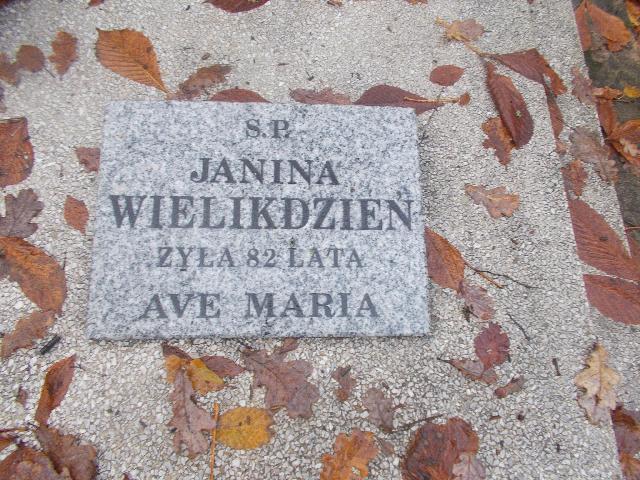 Ś.P.
JANINA
WIELIKDZIEŃ
ŻYŁA 82 LATA
AVE MARIA